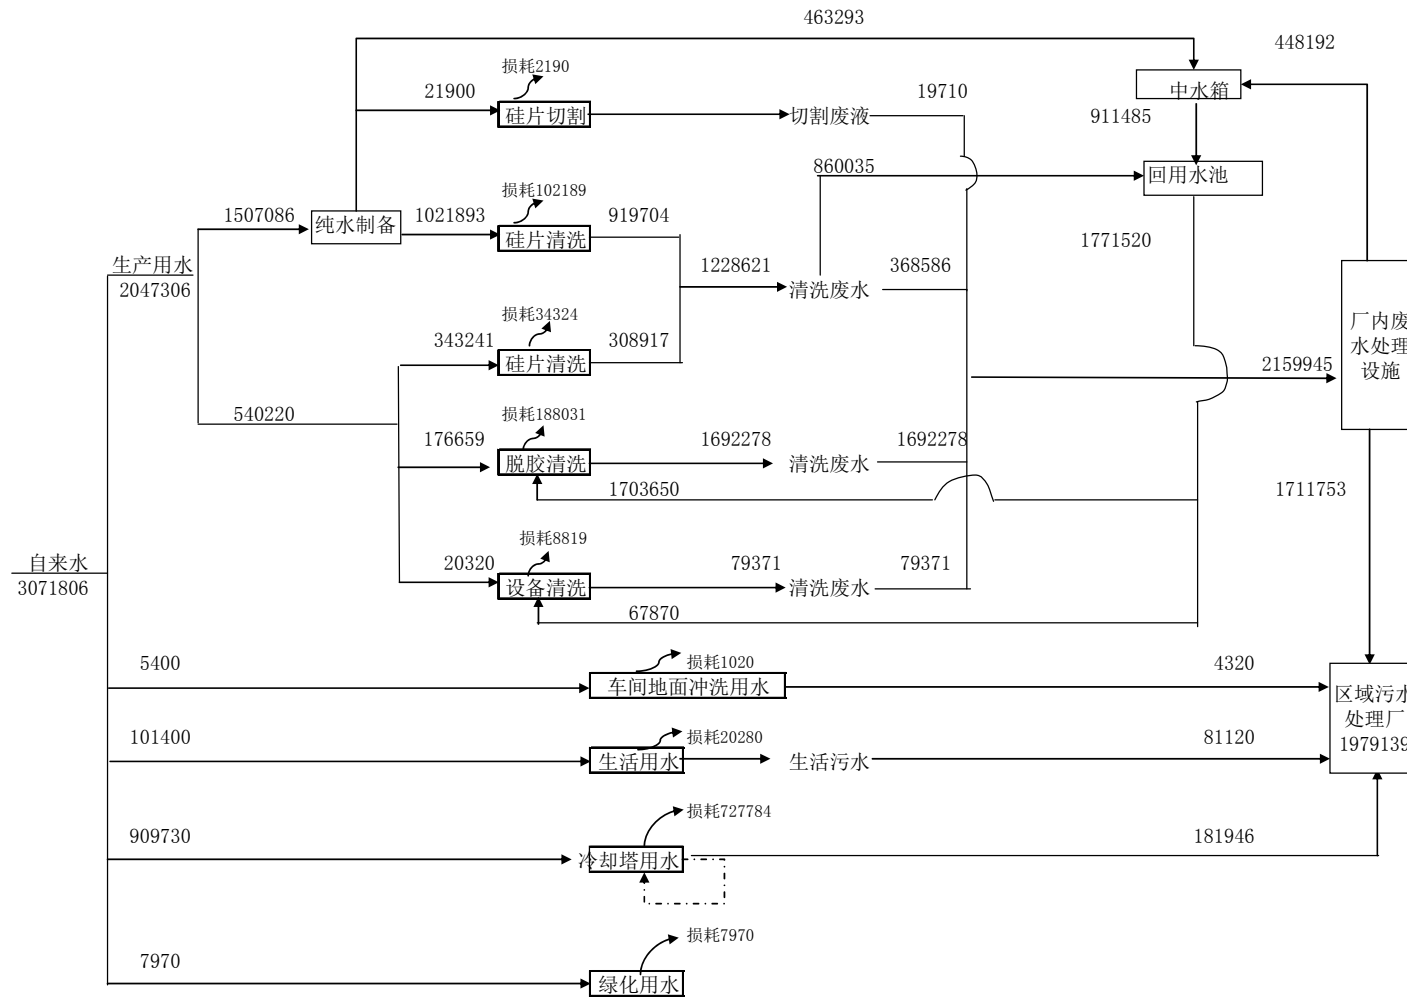 463293
448192
损耗2190
21900
硅片切割
切割废液
19710
中水箱
911485
860035
回用水池
损耗102189
1507086
纯水制备
1021893
硅片清洗
919704
1771520
生产用水
2047306
1228621
清洗废水
368586
损耗34324
343241
硅片清洗
308917
厂内废
水处理
设施
2159945
540220
损耗188031
176659
脱胶清洗
1692278
清洗废水
1692278
1703650
1711753
损耗8819
自来水
3071806
20320
设备清洗
79371
清洗废水
79371
67870
5400
损耗1020
车间地面冲洗用水
4320
区域污水
处理厂
1979139
101400
损耗20280
生活用水
生活污水
81120
损耗727784
909730
冷却塔用水
181946
损耗7970
7970
绿化用水